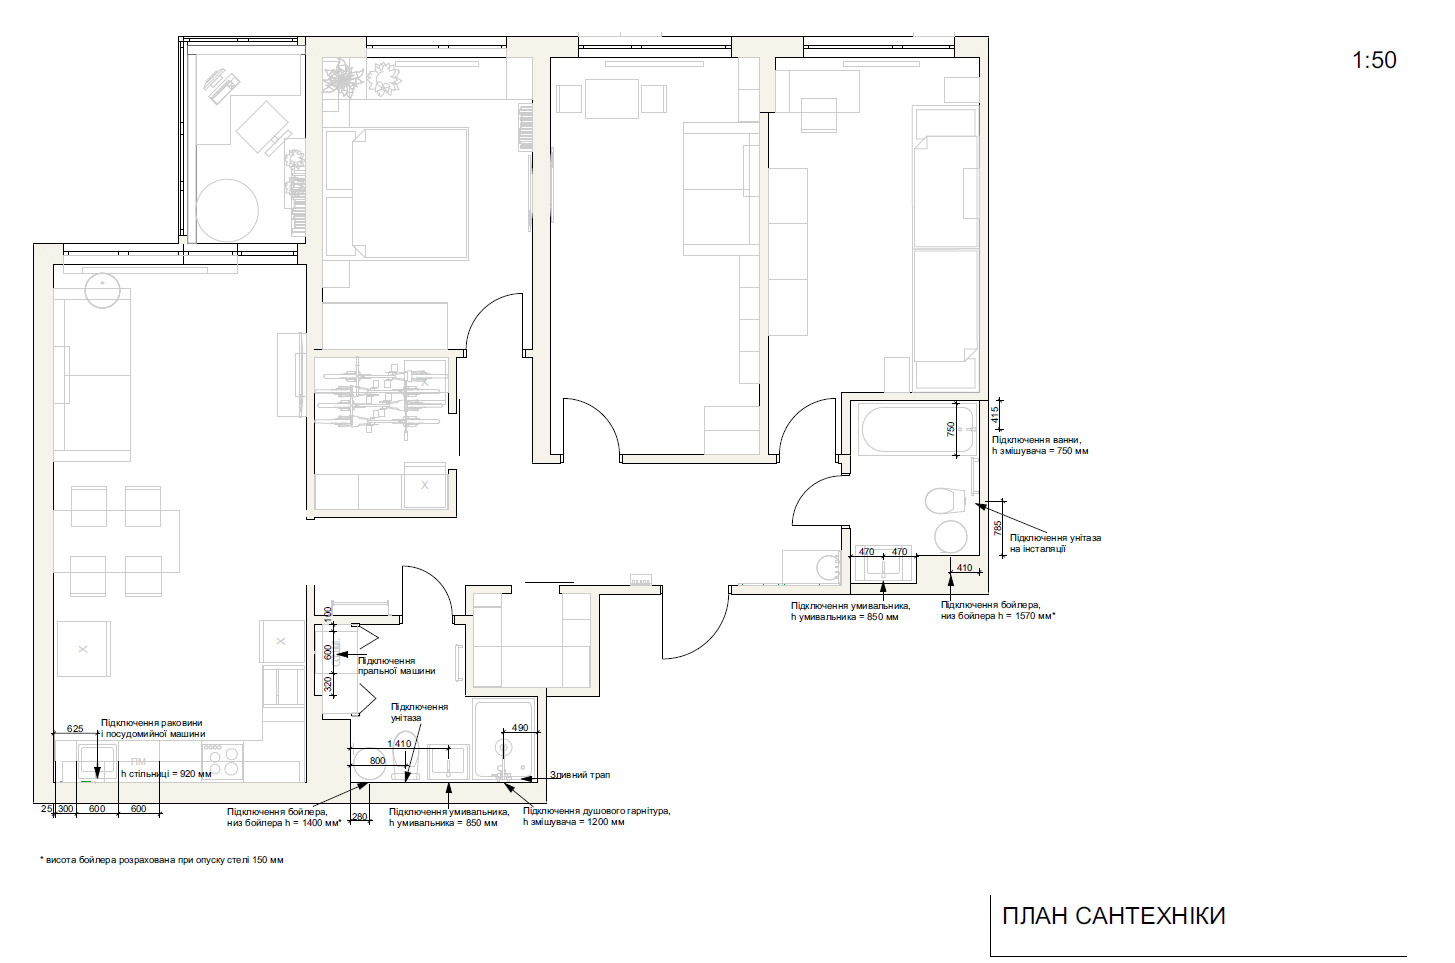 1:50
X
750
415
Підключення ванни,
h змішувача = 750 мм
X
785
Підключення унітаза
на інсталяції
470
470
410
Підключення умивальника,
h умивальника = 850 мм
Підключення бойлера,
низ бойлера h = 1570 мм*
100
600
320
X
X
Підключення
пральної машини
Підключення
унітаза
625
Підключення раковини
і посудомийної машини
ПМ
h стільниці = 920 мм
490
1 410
800
Зливний трап
25
300
600
600
Підключення бойлера,
низ бойлера h = 1400 мм*
280
Підключення умивальника,
h умивальника = 850 мм
Підключення душового гарнітура,
h змішувача = 1200 мм
* висота бойлера розрахована при опуску стелі 150 мм
ПЛАН САНТЕХНІКИ